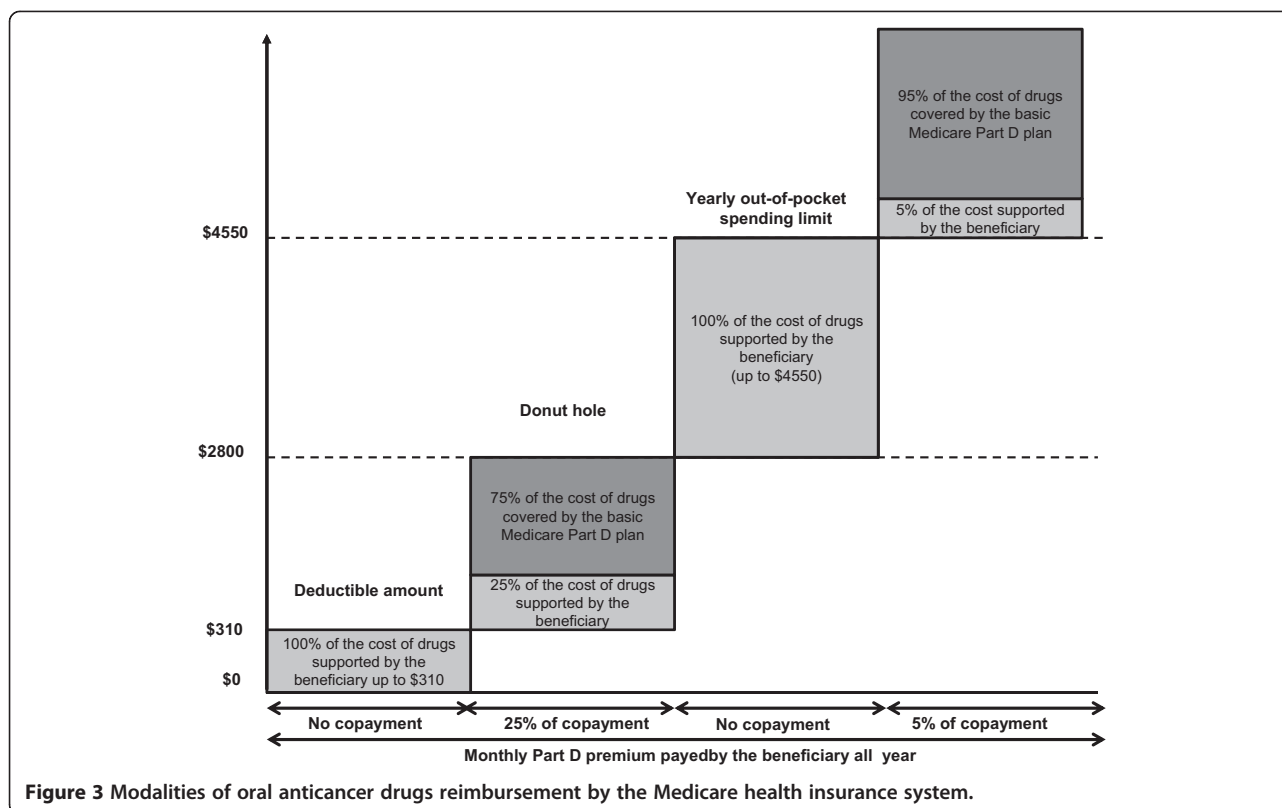 95% of the cost of drugs
covered by the basic
Medicare Part D plan
Yearly out-of-pocket
spending limit
5% of the cost supported
by the beneficiary
$4550
100% of the cost of drugs
supported by the
beneficiary
(up to $4550)
Donut hole
$2800
75% of the cost of drugs
covered by the basic
Medicare Part D plan
Deductible amount
25% of the cost of drugs
supported by the
beneficiary
$310
100% of the cost of drugs
supported by the
beneficiary up to $310
$0
No copayment
25% of copayment
No copayment
5% of copayment
Monthly Part D premium payedby the beneficiary all year
Figure 3 Modalities of oral anticancer drugs reimbursement by the Medicare health insurance system.